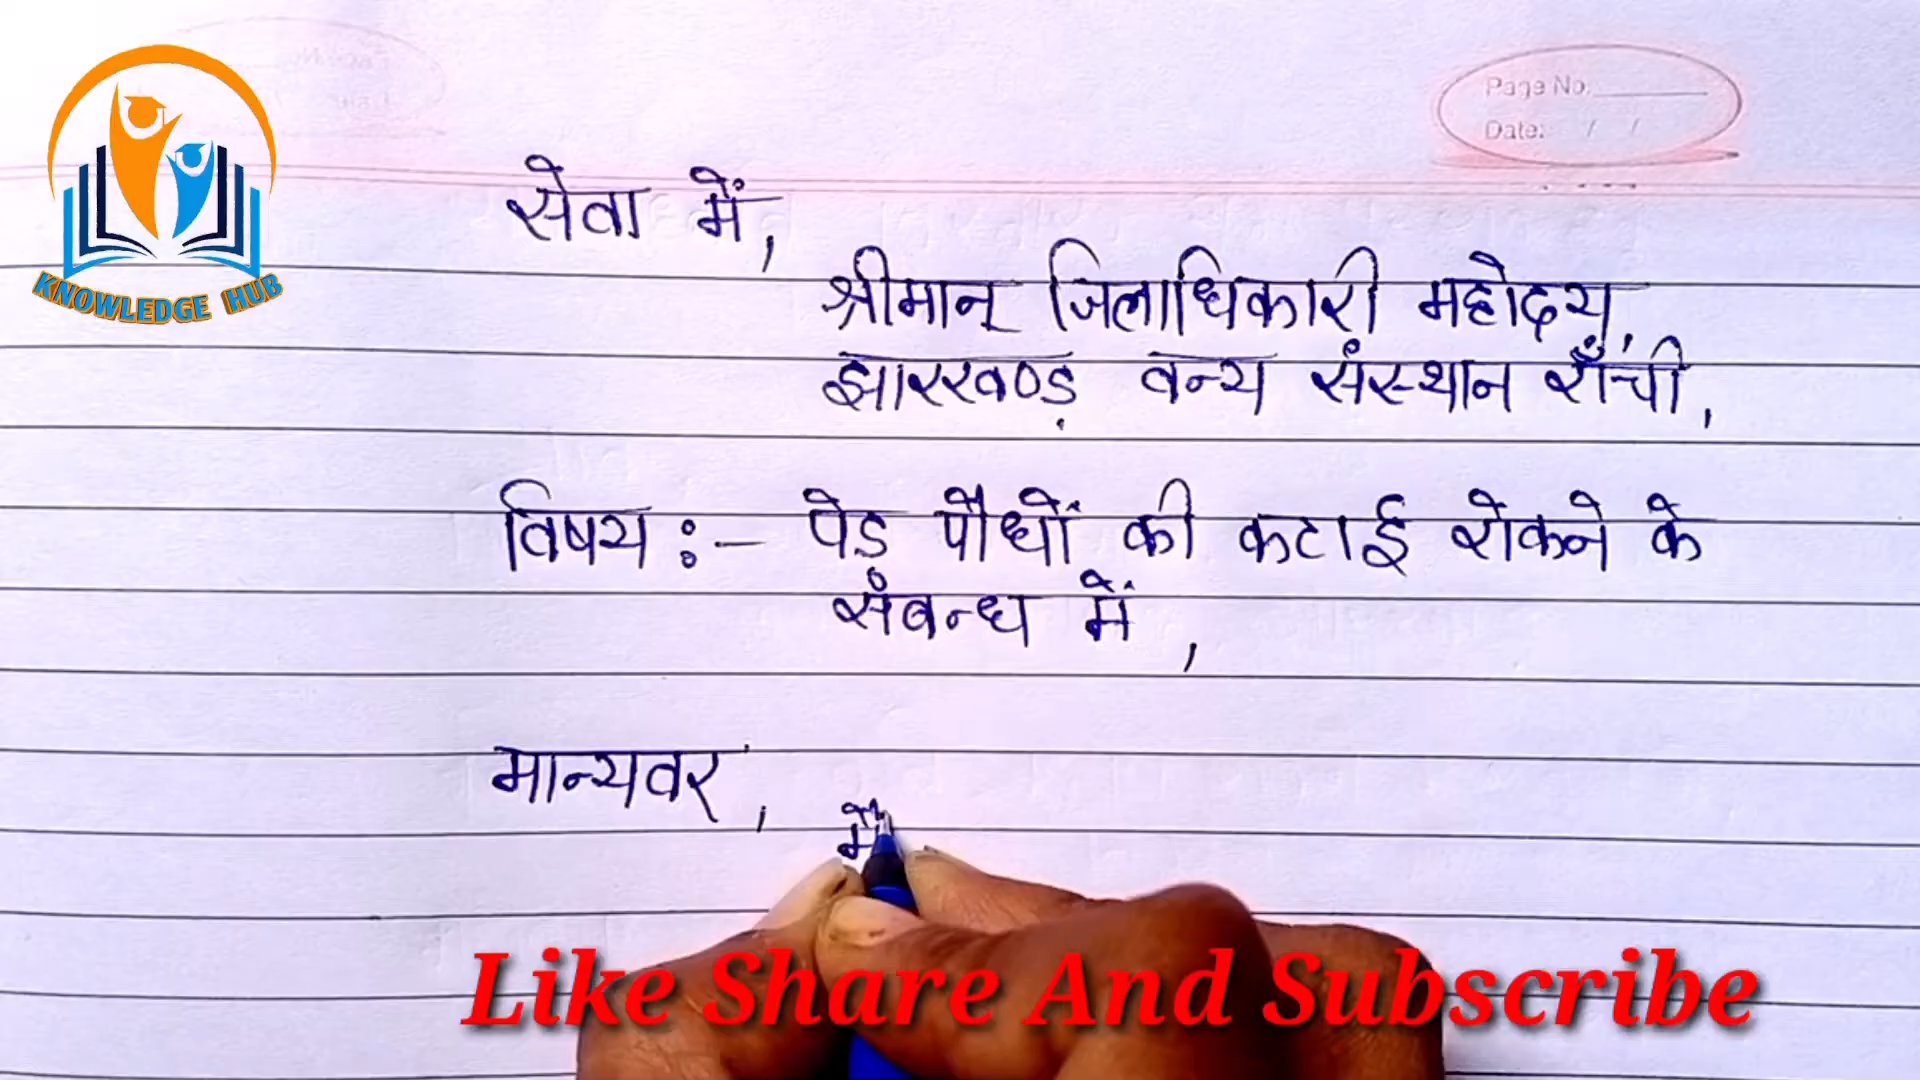 Page No.
Date: / /
सेवा में,
श्रीमान् जिलाधिकारी महोदय,
झारखण्ड़ वन्य संस्थान राँची,
विषय :- पेड़ पौधों की कटाई रोकने के
संबन्ध में,
मान्यवर,
मैं
KNOWLEDGE HUB
Like Share And Subscribe